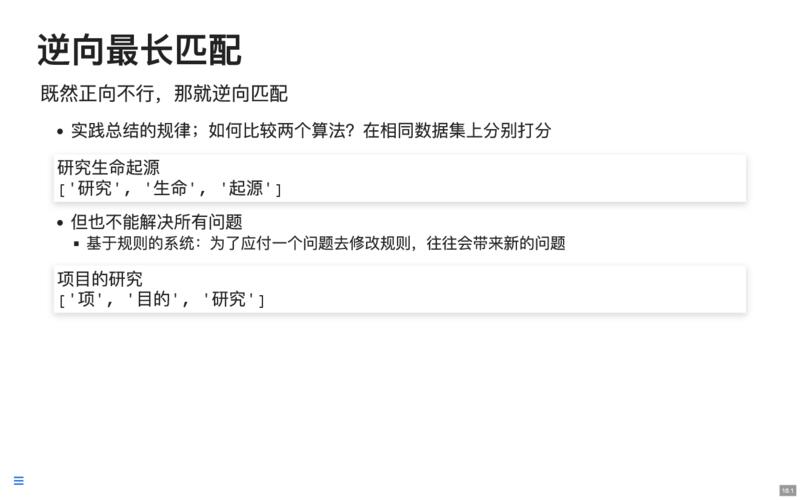 逆向最长匹配
既然正向不行，那就逆向匹配
• 实践总结的规律；如何比较两个算法？在相同数据集上分别打分
研究生命起源
['研究', '生命', '起源']
• 但也不能解决所有问题
▪ 基于规则的系统：为了应付一个问题去修改规则，往往会带来新的问题
项目的研究
['项', '目的', '研究']
16.1